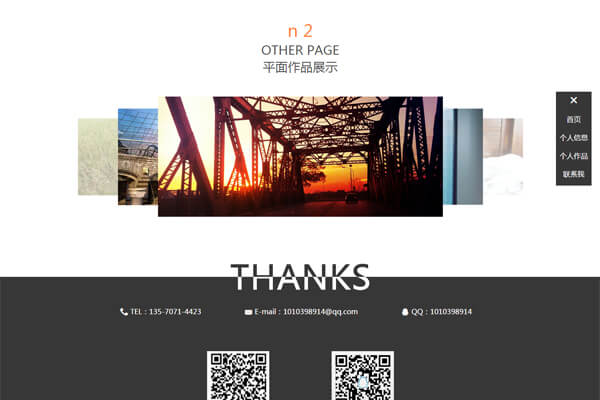 n 2
OTHER PAGE
平面作品展示
×
首页
个人信息
个人作品
联系我
THANKS
TEL：135-7071-4423
E-mail：1010398914@qq.com
QQ：1010398914